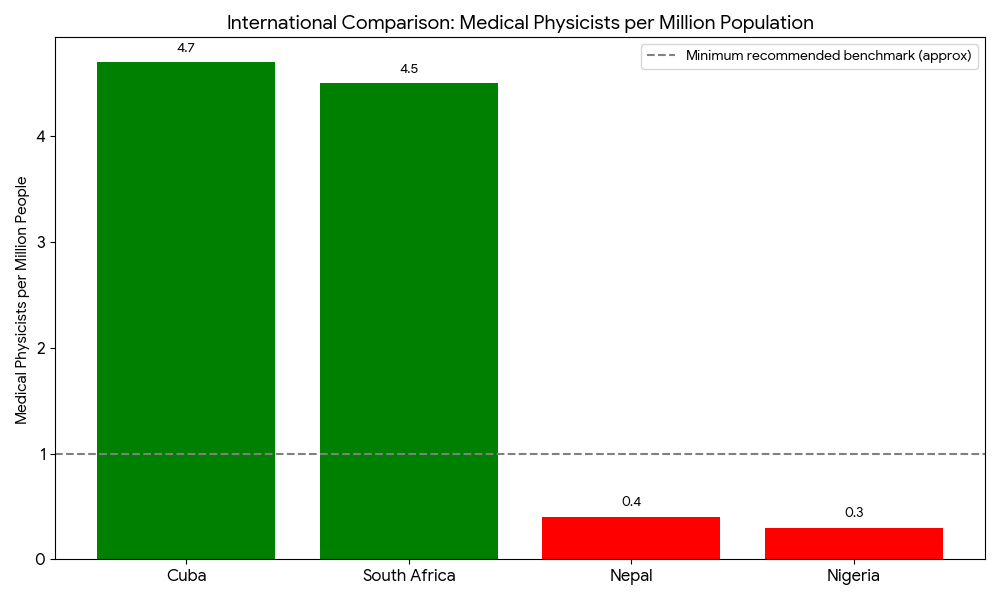 International Comparison: Medical Physicists per Million Population
Minimum recommended benchmark (approx)
Medical Physicists per Million People
4.7
4.5
0.4
0.3
4
3
2
1
0
Cuba
South Africa
Nepal
Nigeria